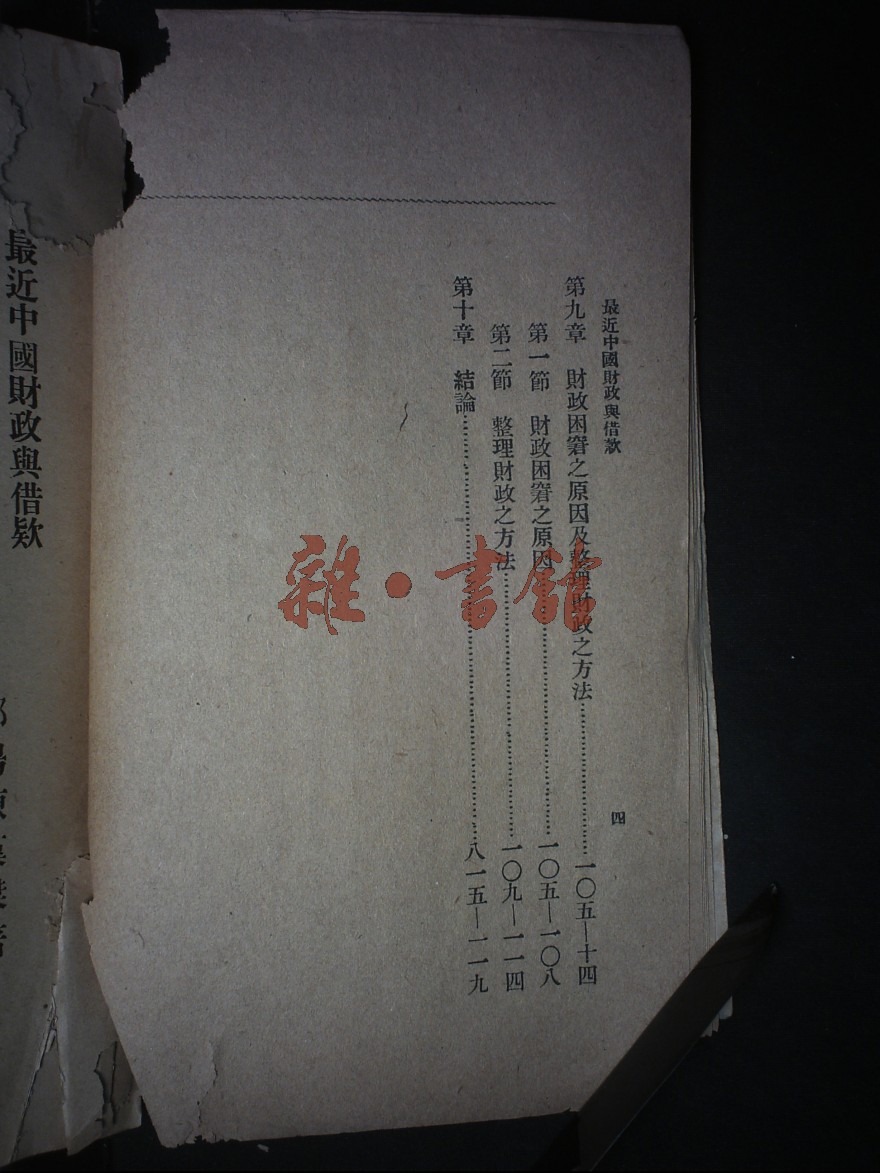 最近中國財政與借欵
四
第九章　財政困窘之原因及整理財政之方法……一〇五—十四
第一節　財政困窘之原因……一〇五—一〇八
第二節　整理財政之方法……一〇九—一一四
第十章　結論……八一五—一一九
雜·書館
最近中國財政與借欵